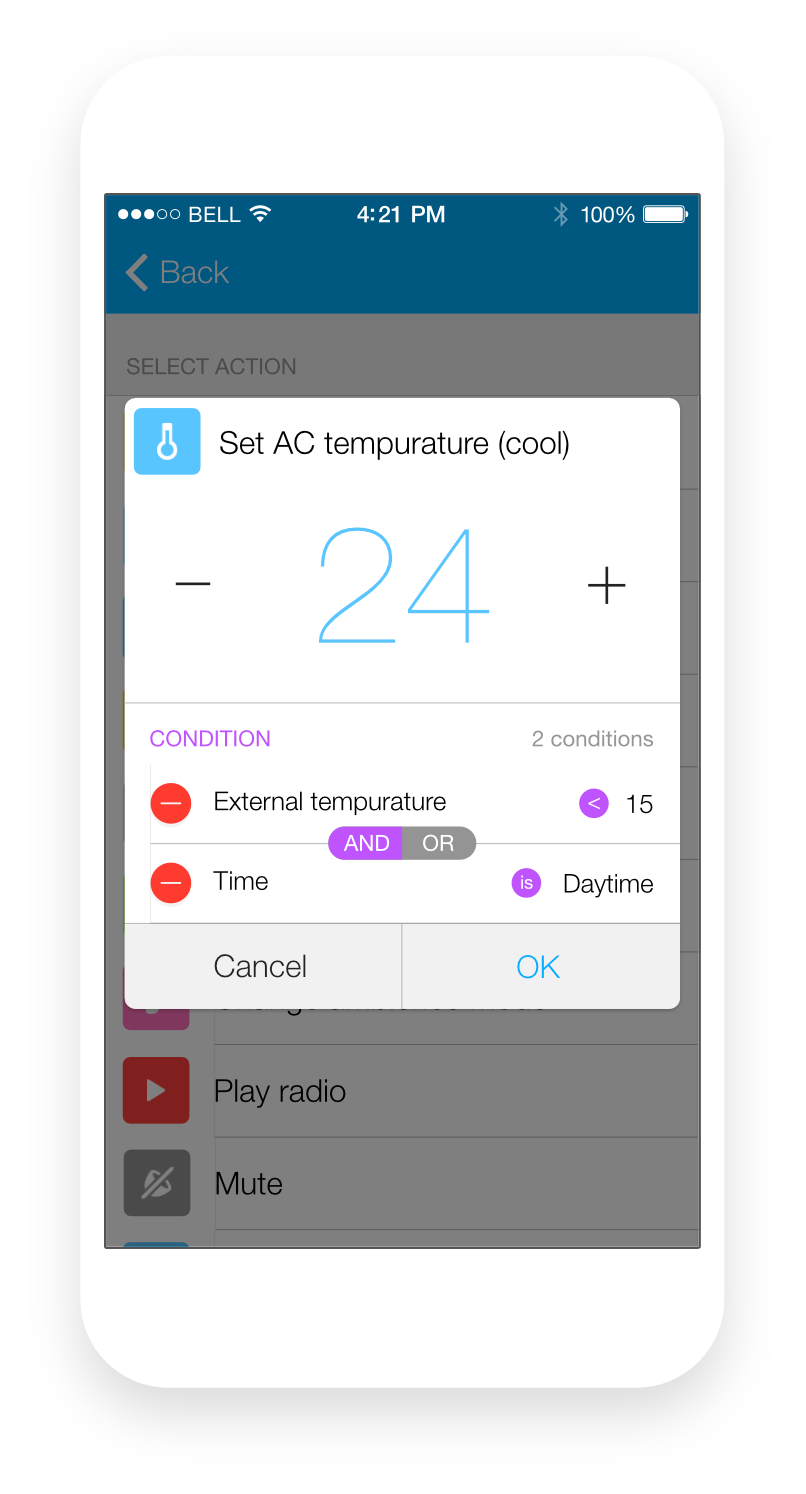 BELL 4:21 PM 100%
Back
SELECT ACTION
Set AC tempurature (cool)
− 24 +
CONDITION 2 conditions
External tempurature < 15
AND OR
Time is Daytime
Cancel OK
Play radio
Mute